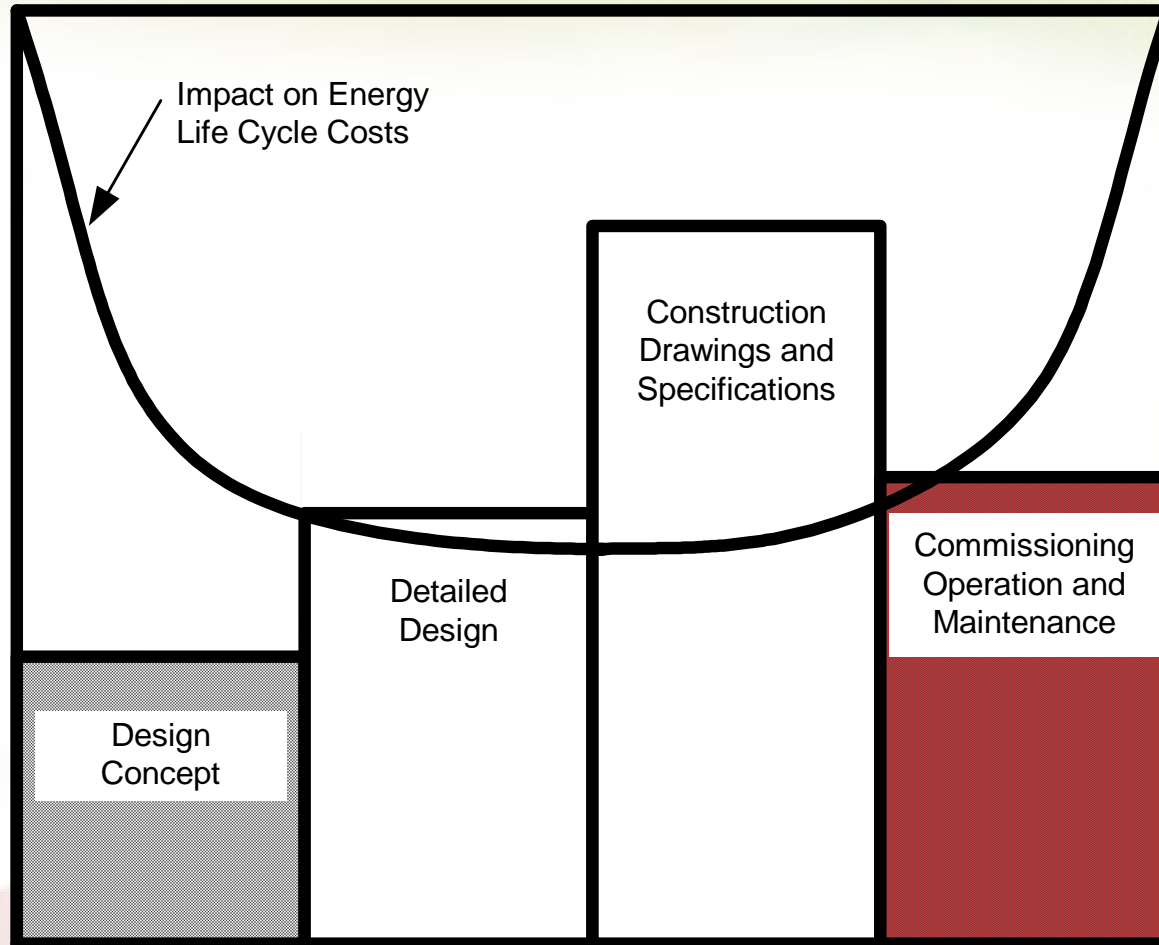 Impact on Energy
Life Cycle Costs
Construction
Drawings and
Specifications
Detailed
Design
Commissioning
Operation and
Maintenance
Design
Concept